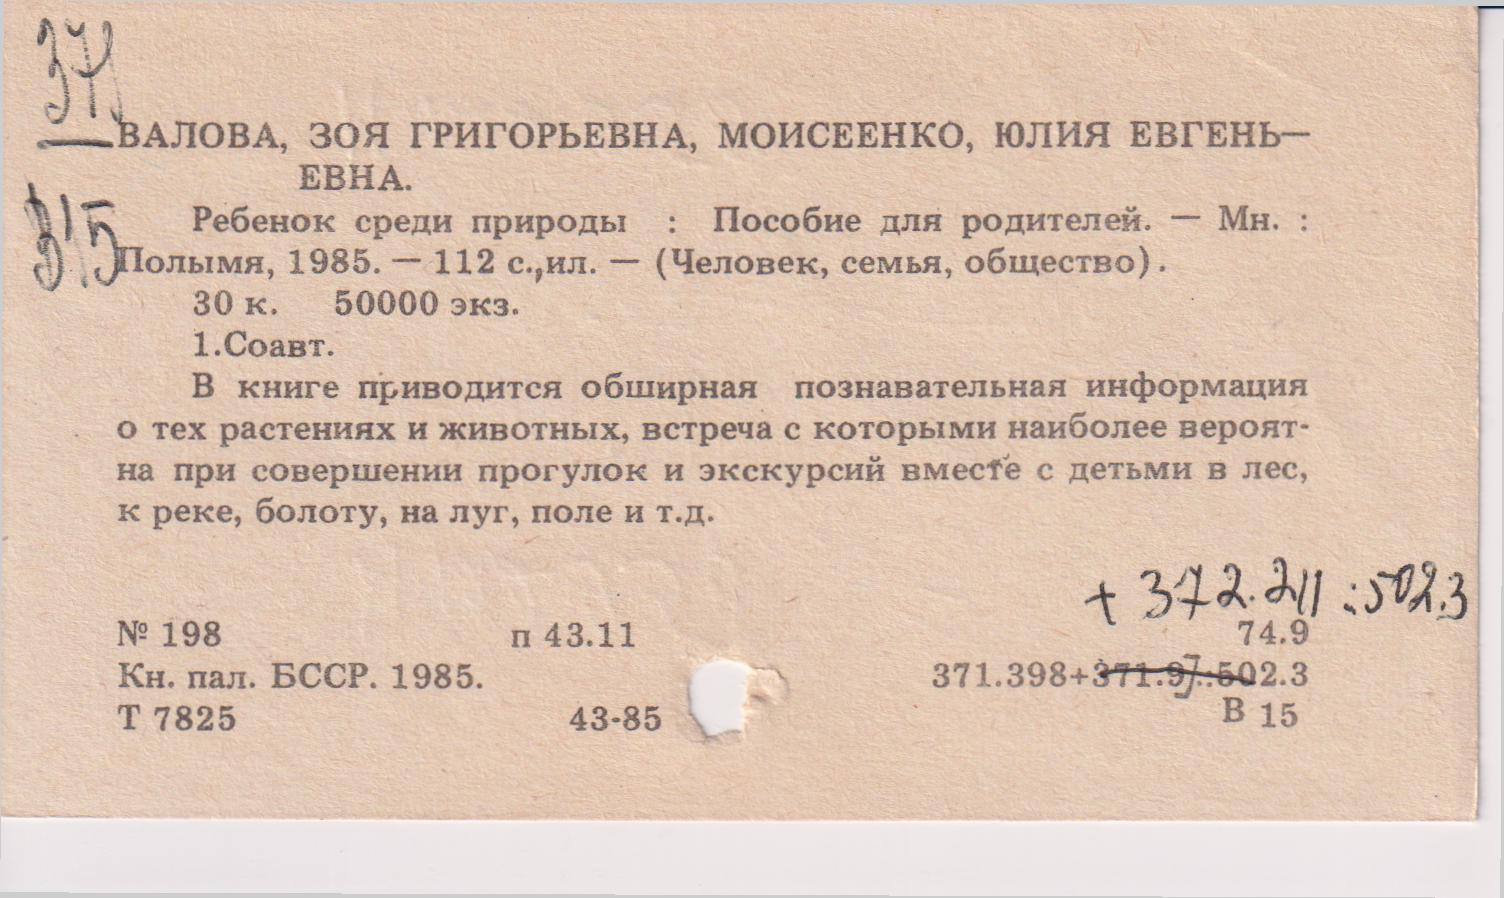 371
ВАЛОВА, ЗОЯ ГРИГОРЬЕВНА, МОИСЕЕНКО, ЮЛИЯ ЕВГЕНЬ—
ЕВНА.
В15
Ребенок среди природы : Пособие для родителей. — Мн. :
Полымя, 1985. — 112 с.,ил. — (Человек, семья, общество).
30 к. 50000 экз.
1.Соавт.
В книге приводится обширная познавательная информация
о тех растениях и животных, встреча с которыми наиболее вероят-
на при совершении прогулок и экскурсий вместе с детьми в лес,
к реке, болоту, на луг, поле и т.д.
+ 372.211:502.3
№ 198 п 43.11 74.9
Кн. пал. БССР. 1985. 371.398+371.97:502.3
Т 7825 43-85 В 15